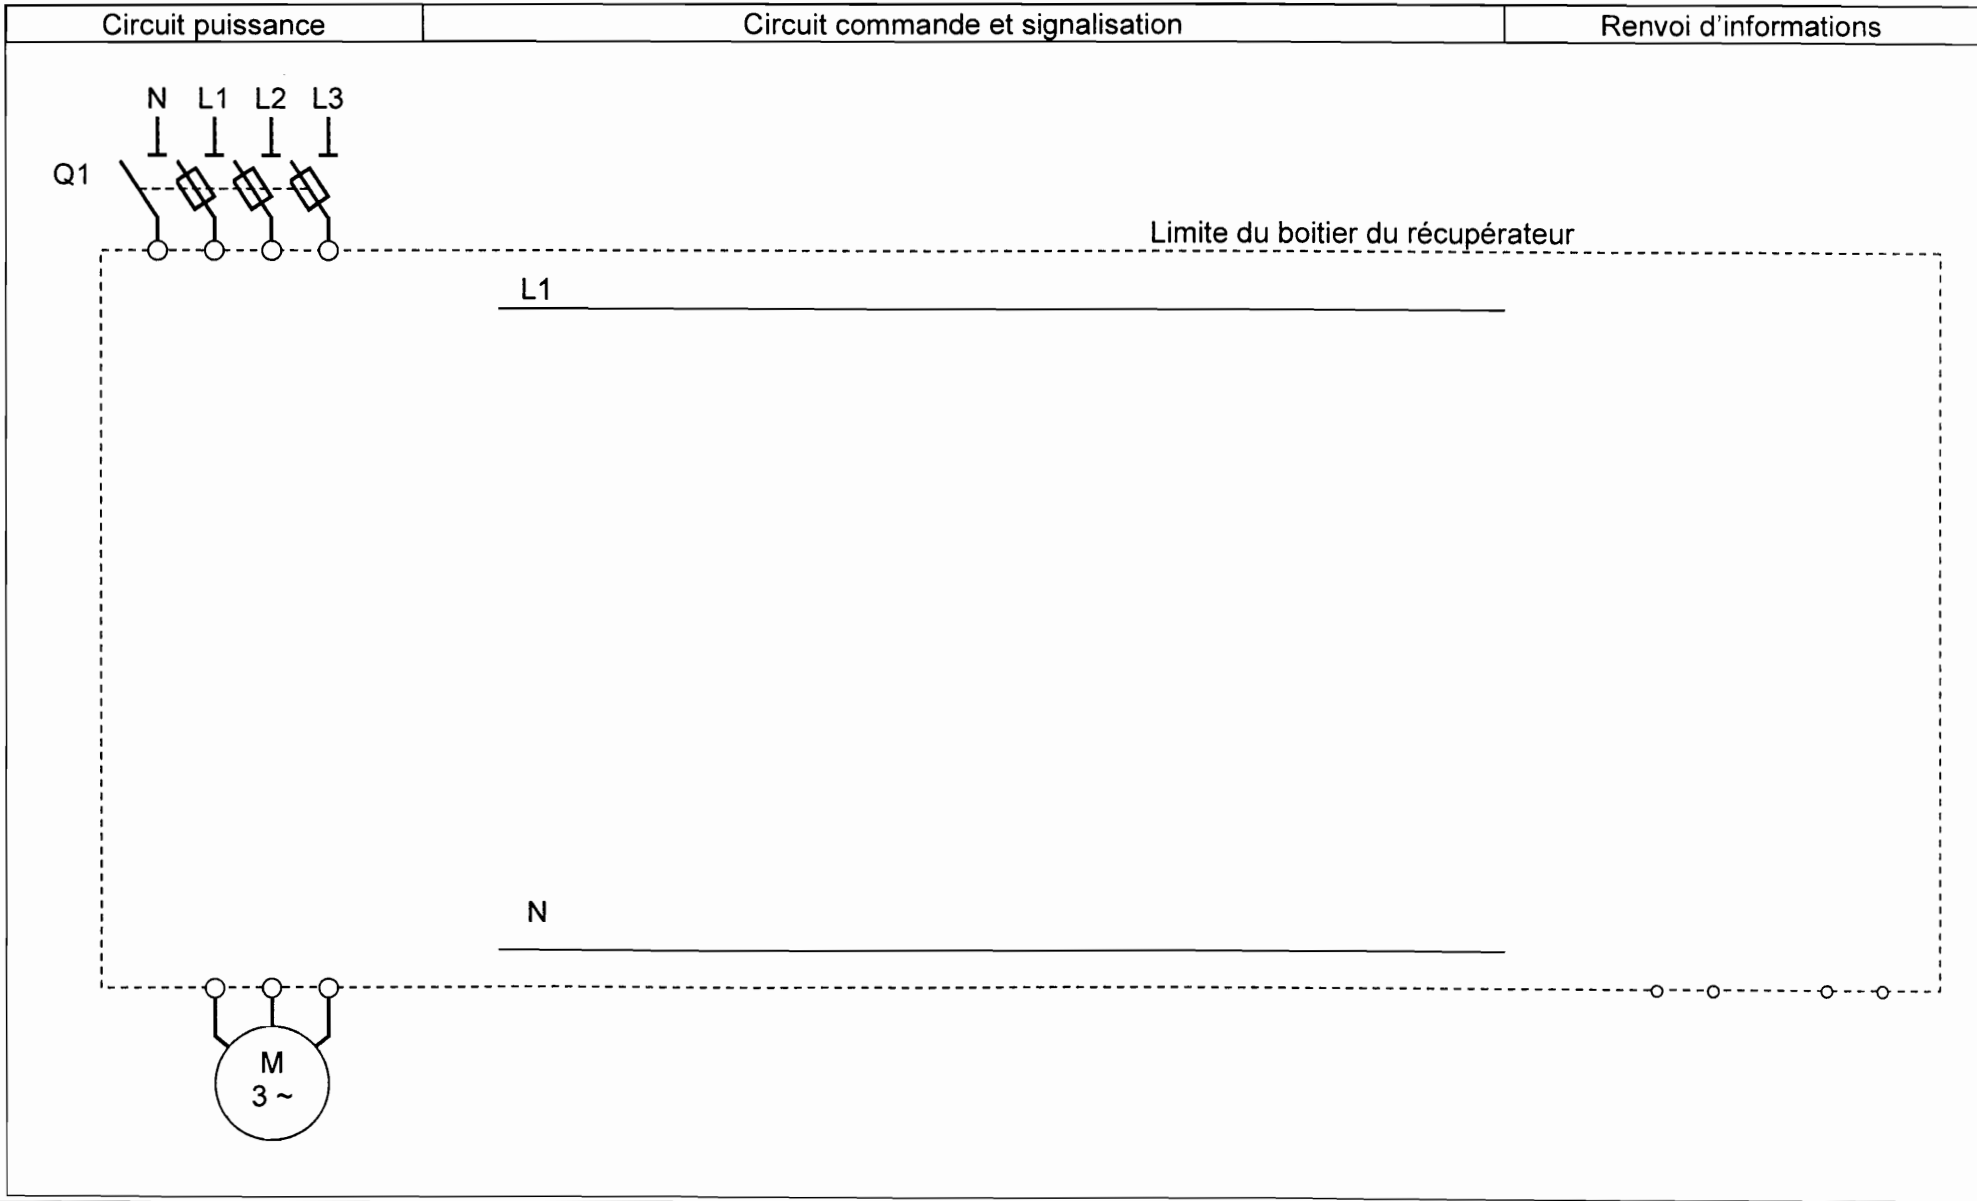 Circuit puissance
Circuit commande et signalisation
Renvoi d'informations
N L1 L2 L3
Q1
Limite du boitier du récupérateur
L1
N
M
3 ~